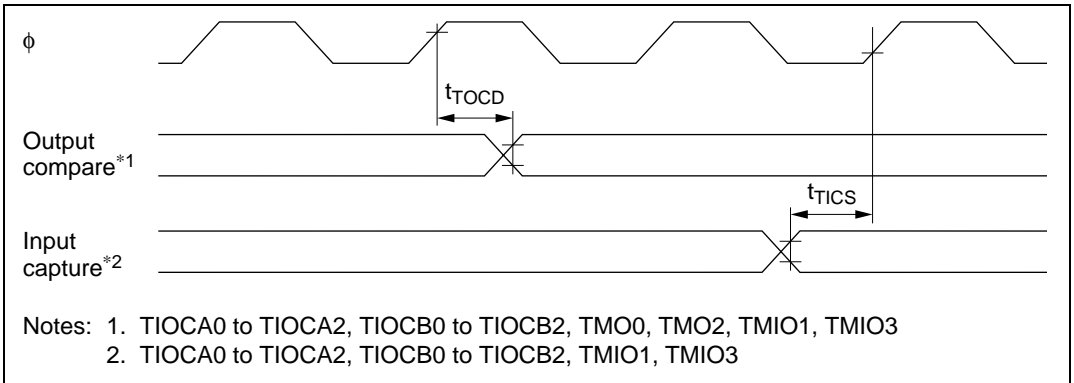 ϕ
tTOCD
Output
compare*1
tTICS
Input
capture*2
Notes: 1. TIOCA0 to TIOCA2, TIOCB0 to TIOCB2, TMO0, TMO2, TMIO1, TMIO3
2. TIOCA0 to TIOCA2, TIOCB0 to TIOCB2, TMIO1, TMIO3